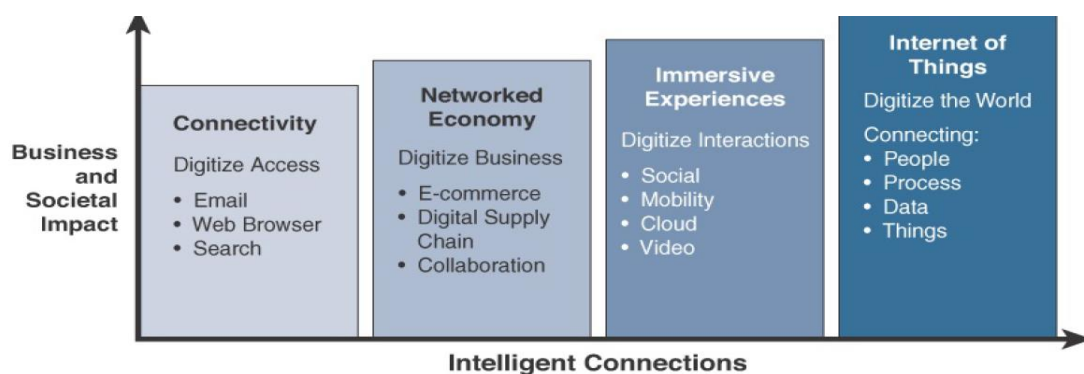 Business
and
Societal
Impact
Connectivity
Digitize Access
• Email
• Web Browser
• Search
Networked
Economy
Digitize Business
• E-commerce
• Digital Supply
Chain
• Collaboration
Immersive
Experiences
Digitize Interactions
• Social
• Mobility
• Cloud
• Video
Internet of
Things
Digitize the World
Connecting:
• People
• Process
• Data
• Things
Intelligent Connections